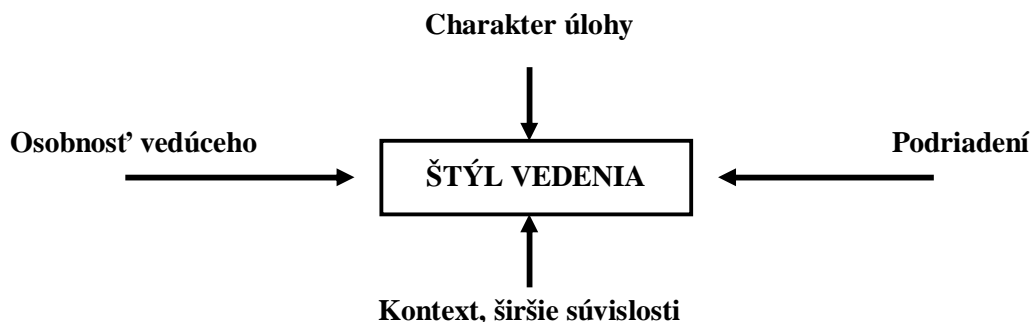 Charakter úlohy
Osobnosť vedúceho
Podriadení
ŠTÝL VEDENIA
Kontext, širšie súvislosti